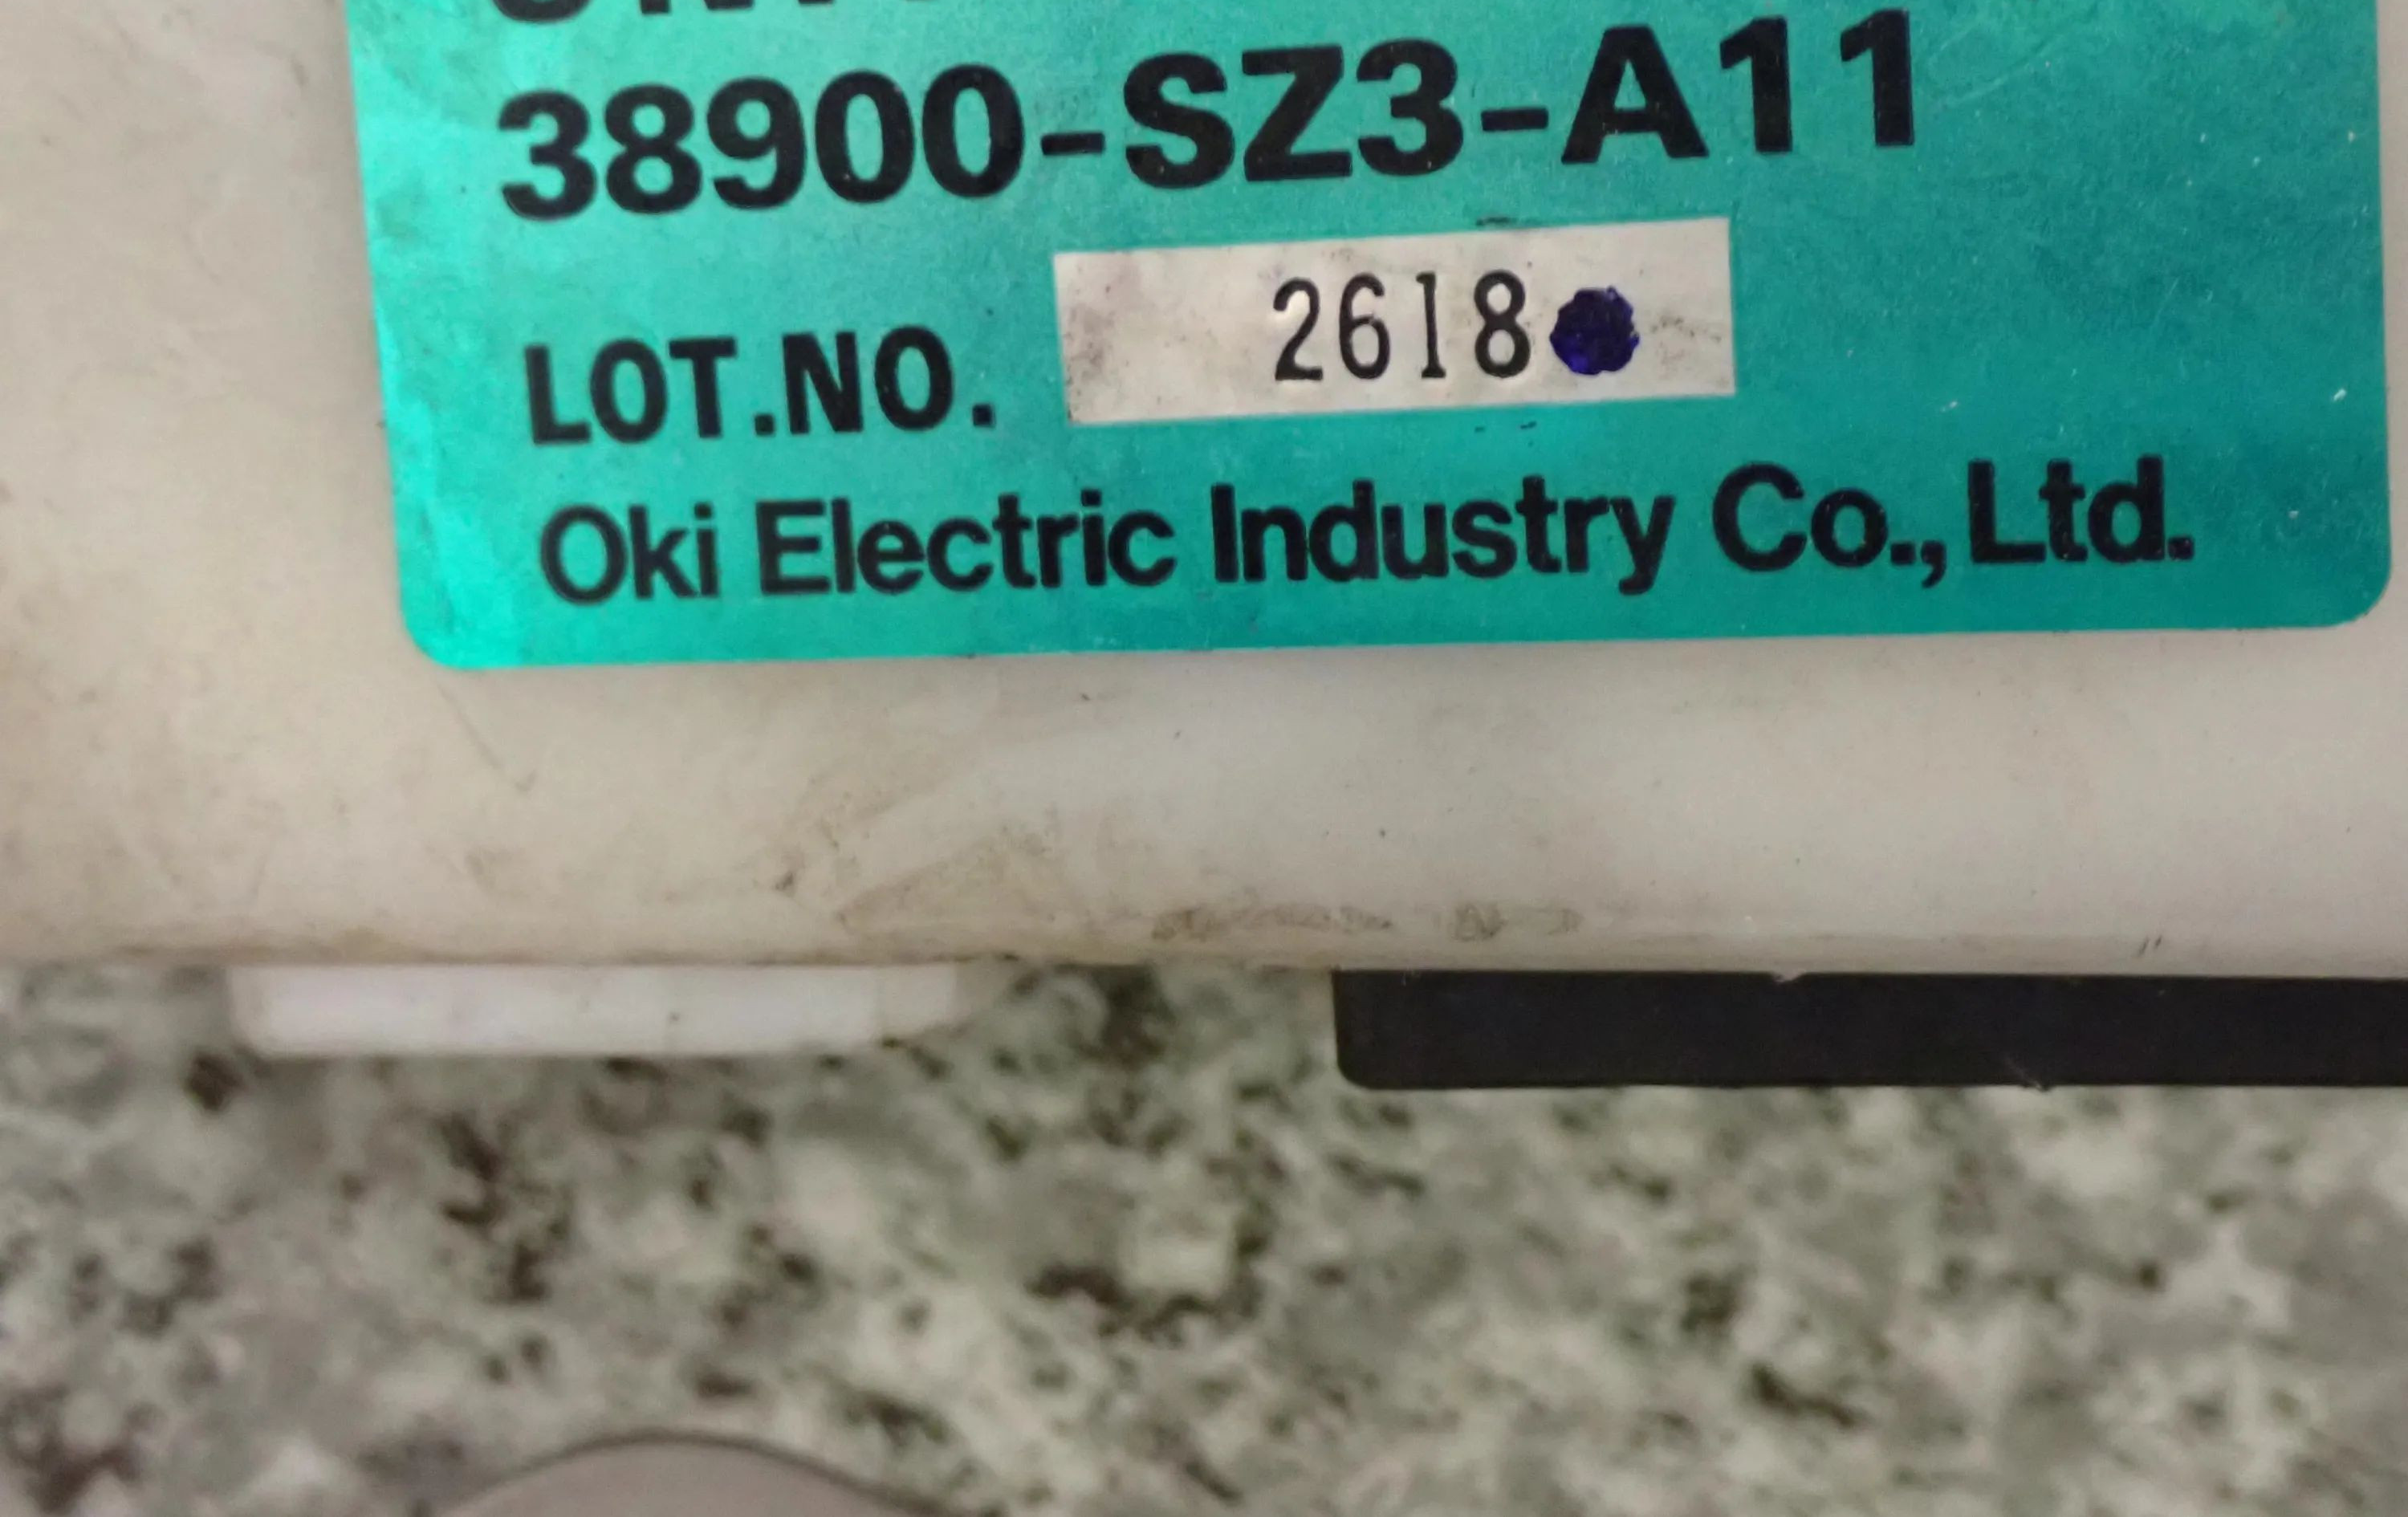 38900-SZ3-A11
LOT.NO. 2618
Oki Electric Industry Co., Ltd.